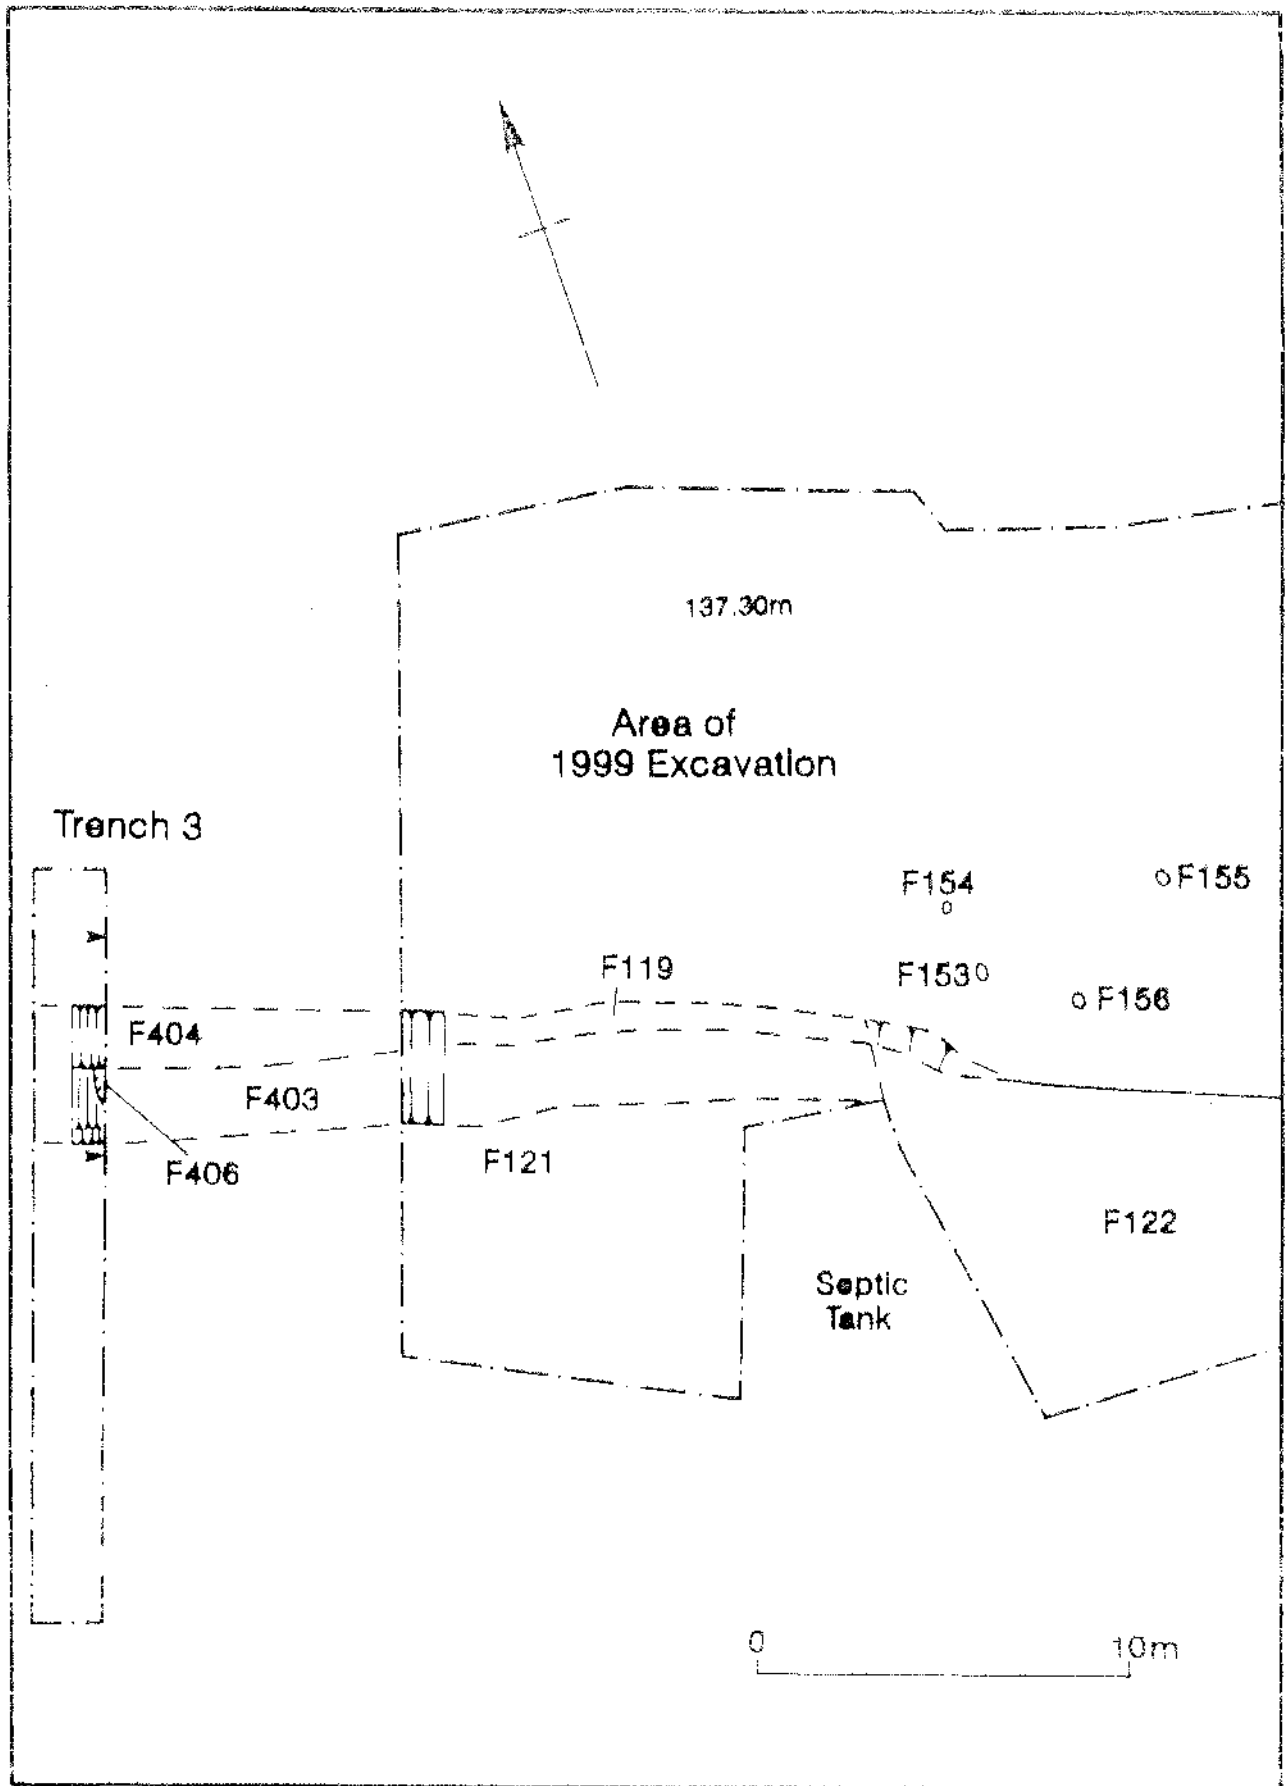 137.30m
Area of
1999 Excavation
Trench 3
F154
F155
F119
F153
F156
F404
F403
F406
F121
F122
Septic
Tank
0 10m